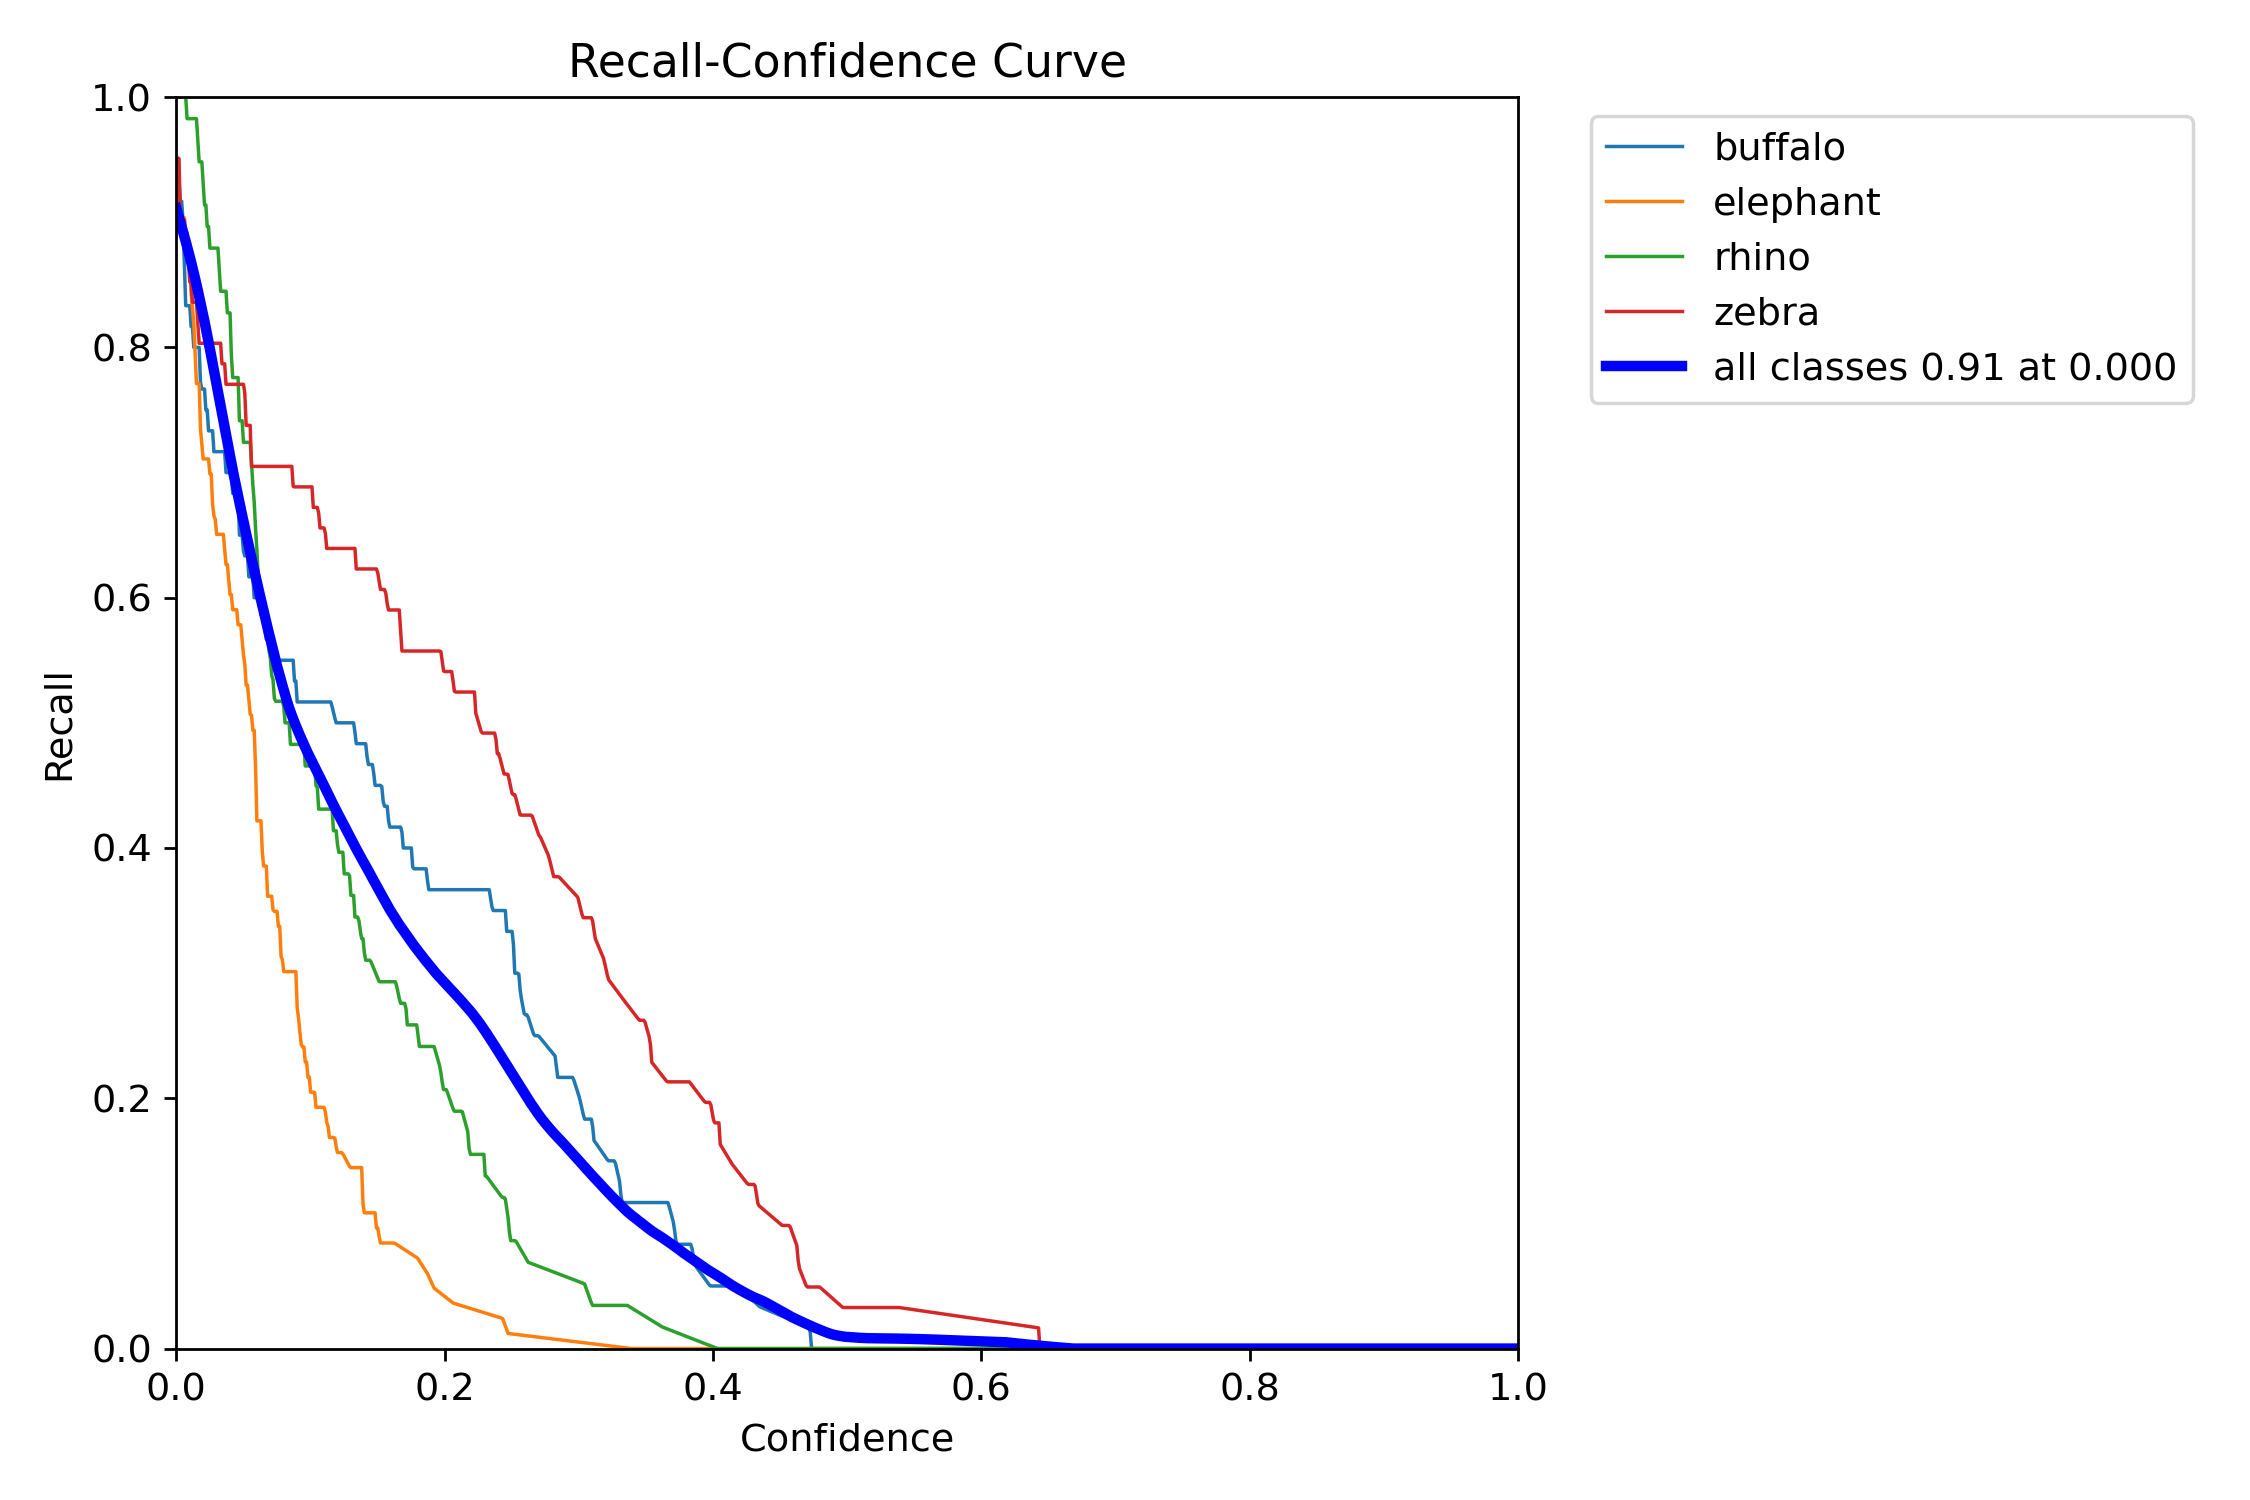 Recall-Confidence Curve
1.0
0.8
0.6
0.4
0.2
0.0
Recall
0.0 0.2 0.4 0.6 0.8 1.0
Confidence
buffalo
elephant
rhino
zebra
all classes 0.91 at 0.000